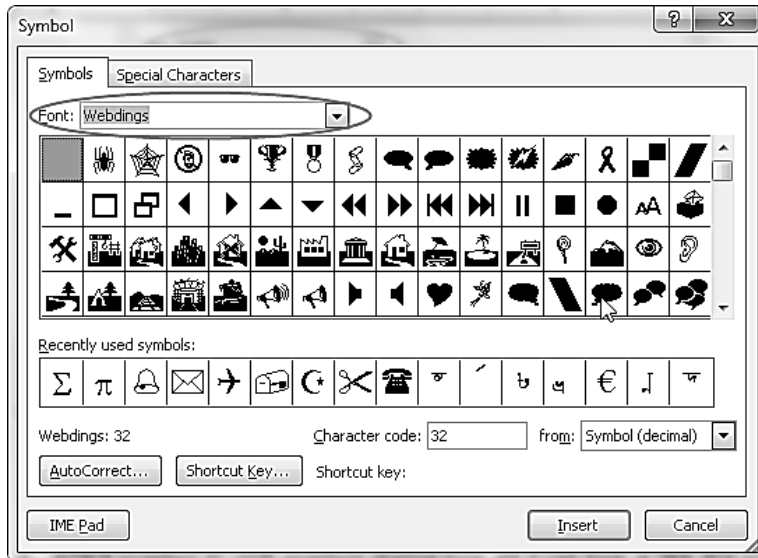 Symbol
Symbols Special Characters
Font: Webdings
Recently used symbols:
Webdings: 32 Character code: 32 from: Symbol (decimal)
AutoCorrect... Shortcut Key... Shortcut key:
IME Pad Insert Cancel